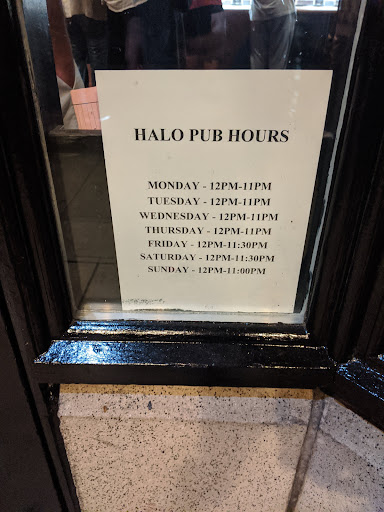 HALO PUB HOURS
MONDAY - 12PM-11PM
TUESDAY - 12PM-11PM
WEDNESDAY - 12PM-11PM
THURSDAY - 12PM-11PM
FRIDAY - 12PM-11:30PM
SATURDAY - 12PM-11:30PM
SUNDAY - 12PM-11:00PM